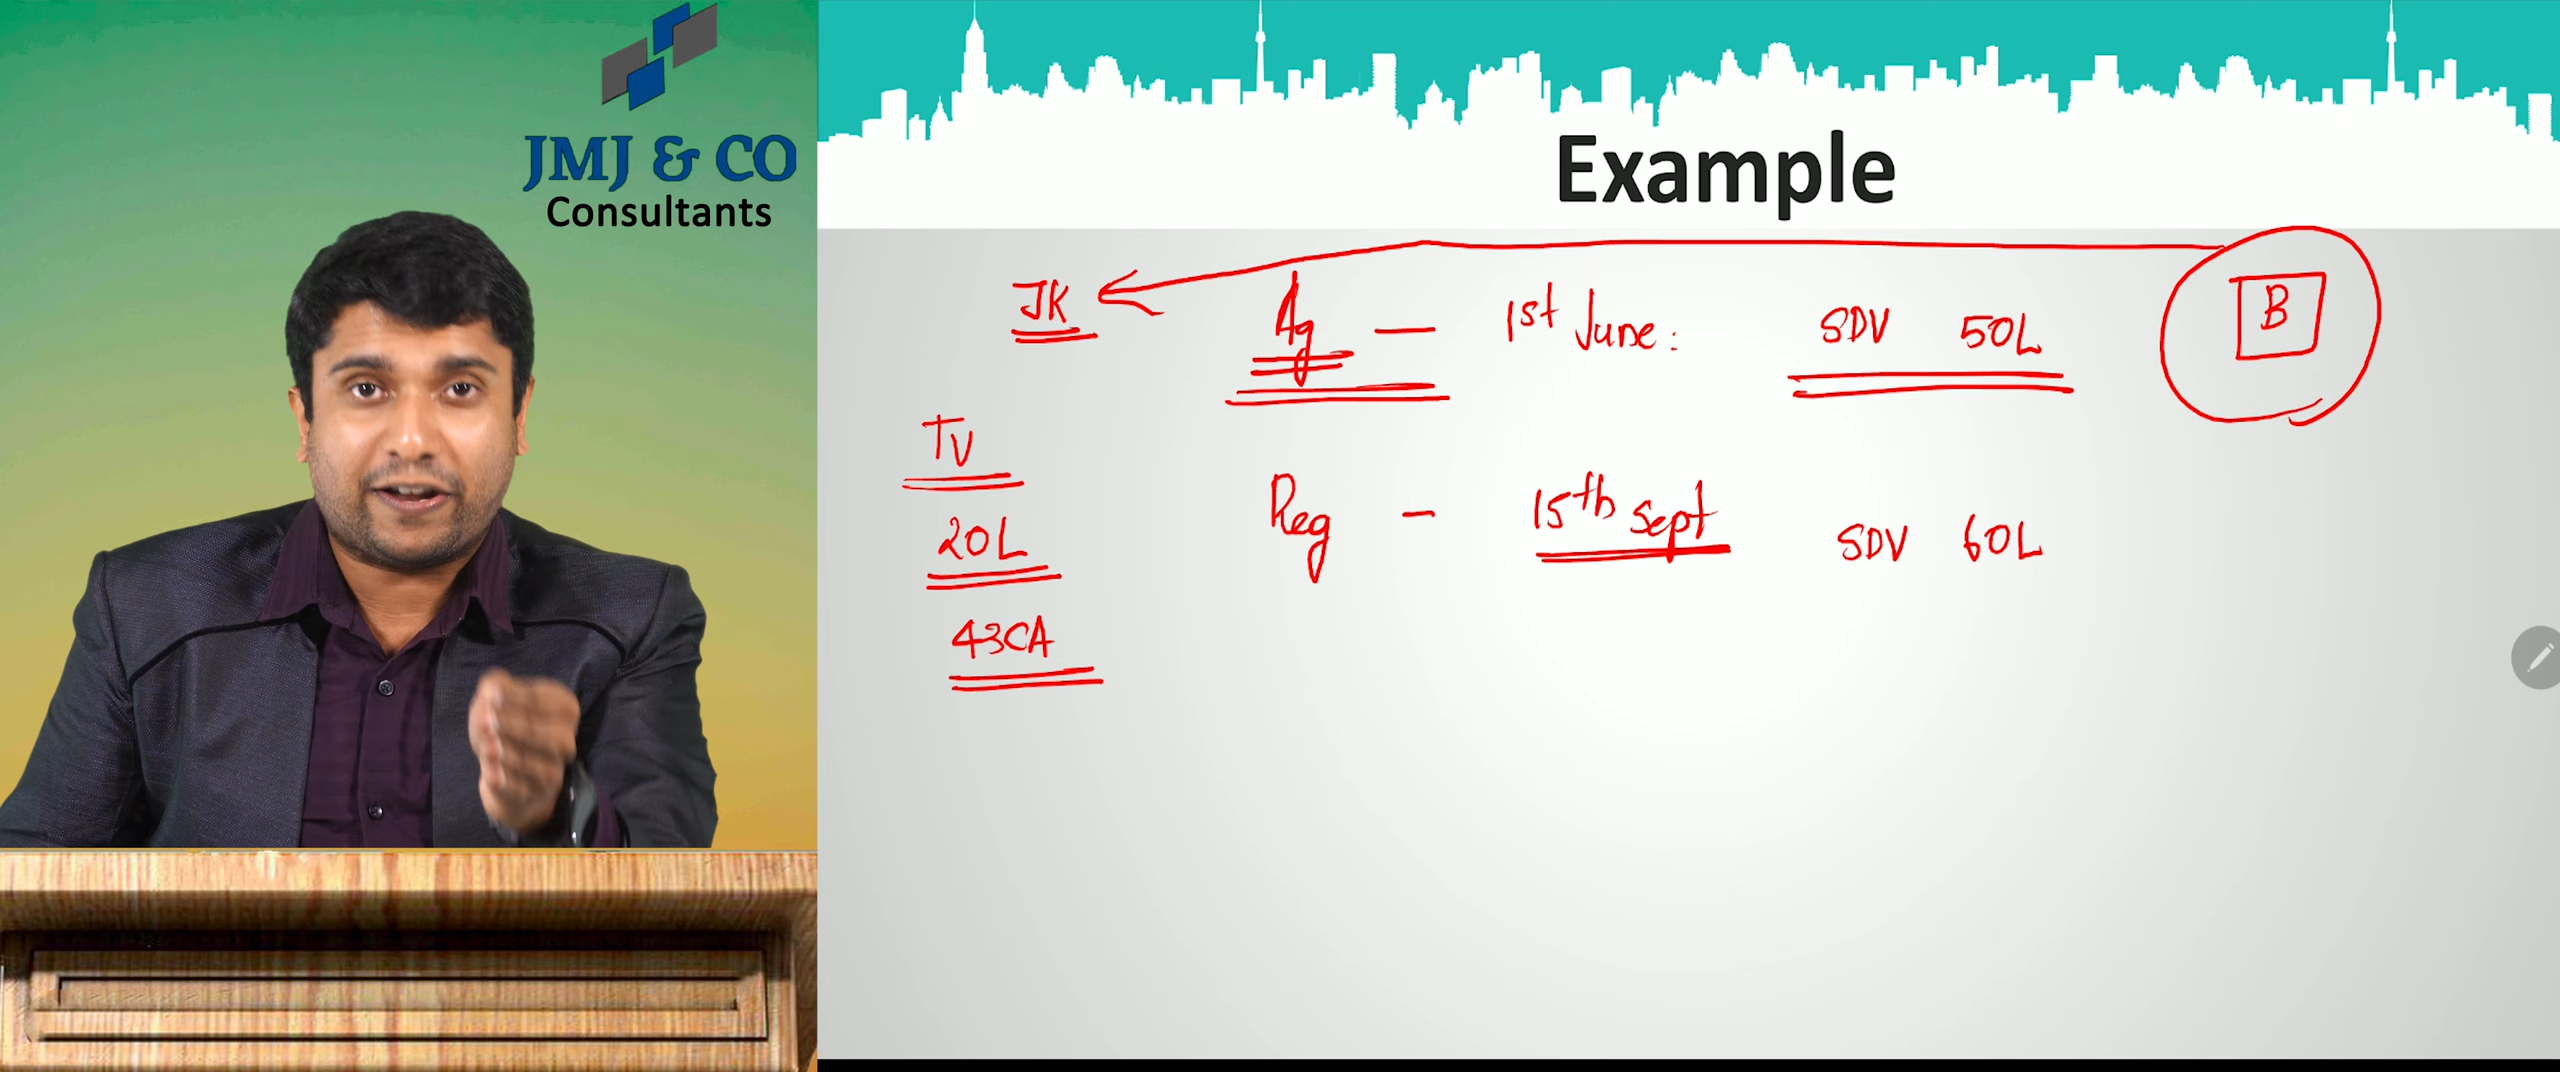 JMJ & CO
Consultants
Example
JK
Ag — 1st June: SDV 50L
B
TV
20L
43CA
Reg - 15th Sept SDV 60L